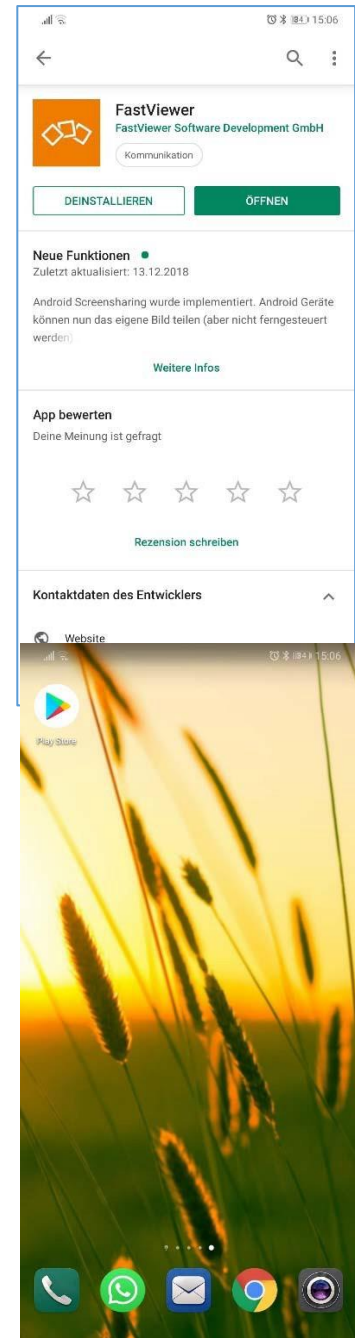 84 15:06
FastViewer
FastViewer Software Development GmbH
Kommunikation
DEINSTALLIEREN
ÖFFNEN
Neue Funktionen
Zuletzt aktualisiert: 13.12.2018
Android Screensharing wurde implementiert. Android Geräte
können nun das eigene Bild teilen (aber nicht ferngesteuert
werden)
Weitere Infos
App bewerten
Deine Meinung ist gefragt
Rezension schreiben
Kontaktdaten des Entwicklers
Website
84 15:06
Play Store